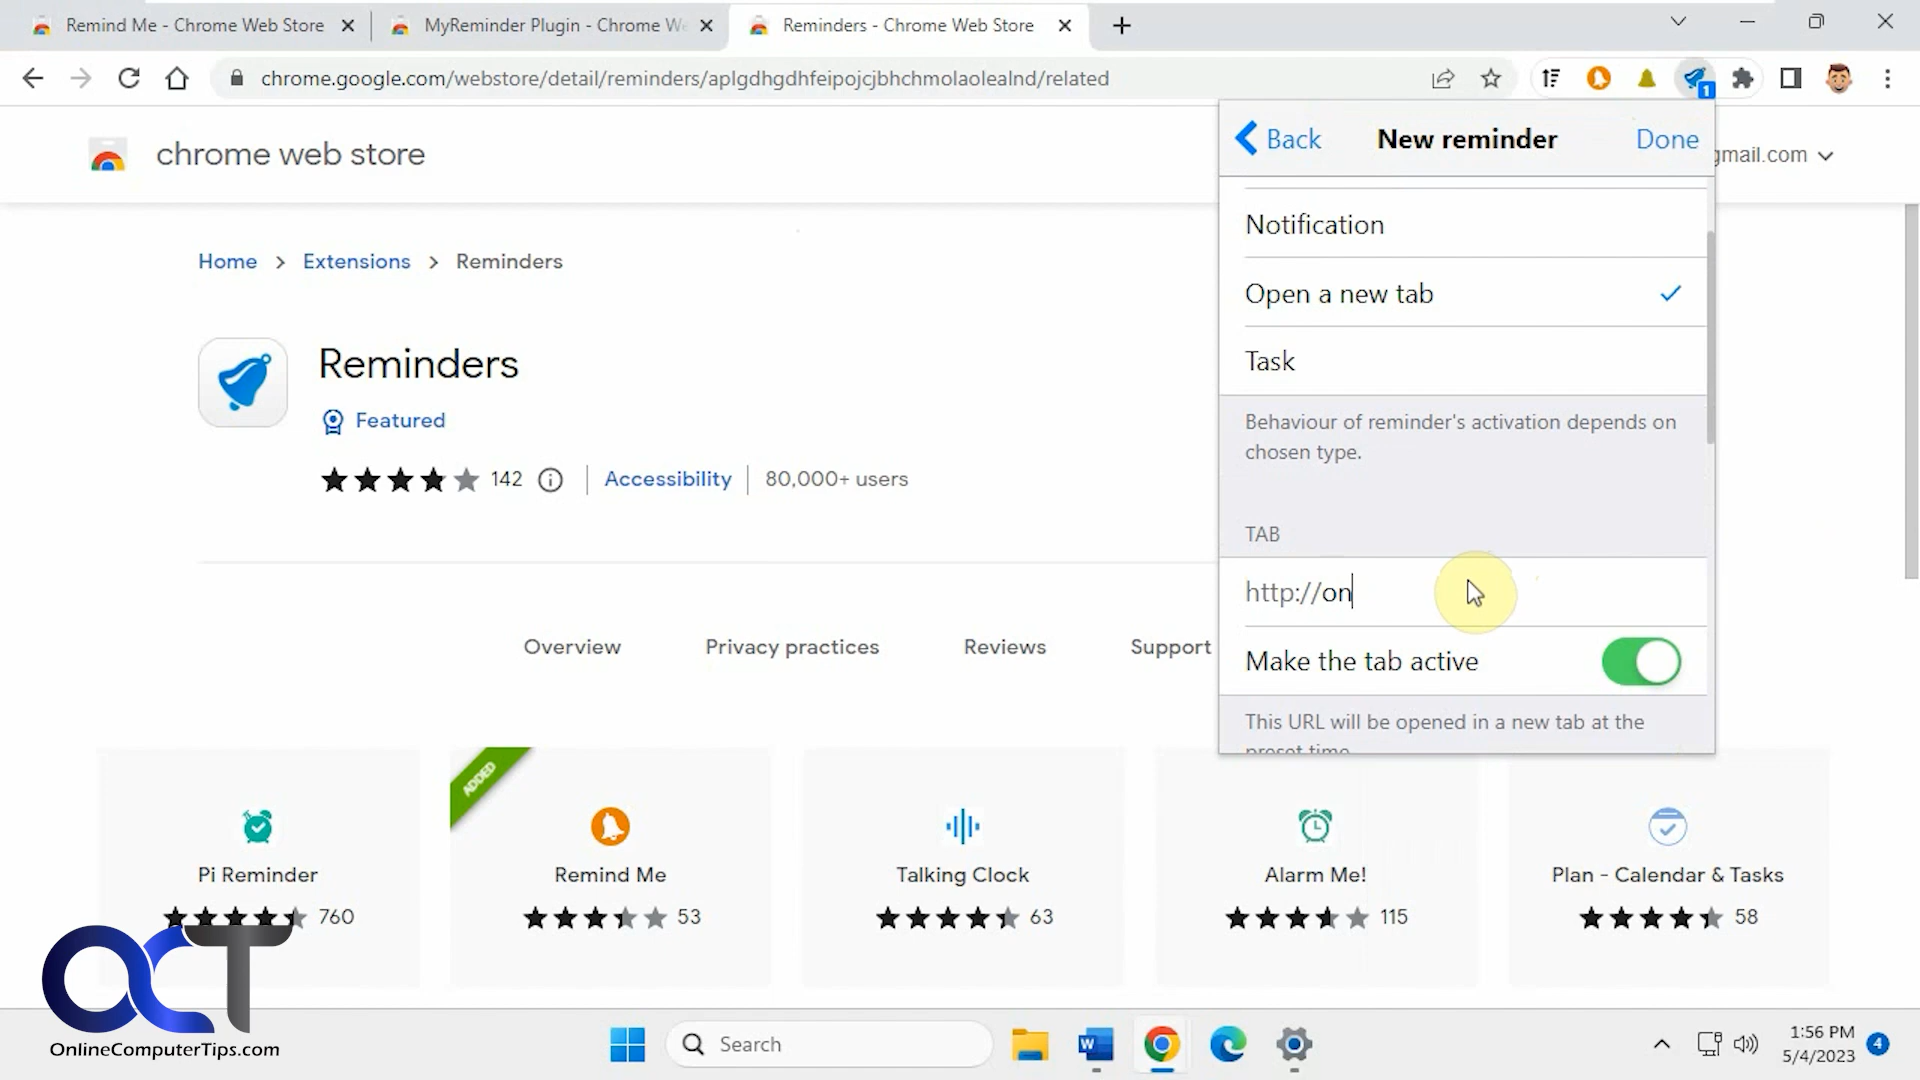 Remind Me - Chrome Web Store
MyReminder Plugin - Chrome We
Reminders - Chrome Web Store
chrome.google.com/webstore/detail/reminders/aplgdhgdhfeipojcjbhchmolaolealnd/related
1
chrome web store
gmail.com
Back
New reminder
Done
Notification
Open a new tab
Task
Behaviour of reminder's activation depends on
chosen type.
TAB
http://on
Make the tab active
This URL will be opened in a new tab at the
preset time
Home > Extensions > Reminders
Reminders
Featured
142
Accessibility
80,000+ users
Overview
Privacy practices
Reviews
Support
Pi Reminder
760
ADDED
Remind Me
53
Talking Clock
63
Alarm Me!
115
Plan - Calendar & Tasks
58
OCT
OnlineComputerTips.com
Search
W
1:56 PM
5/4/2023
4